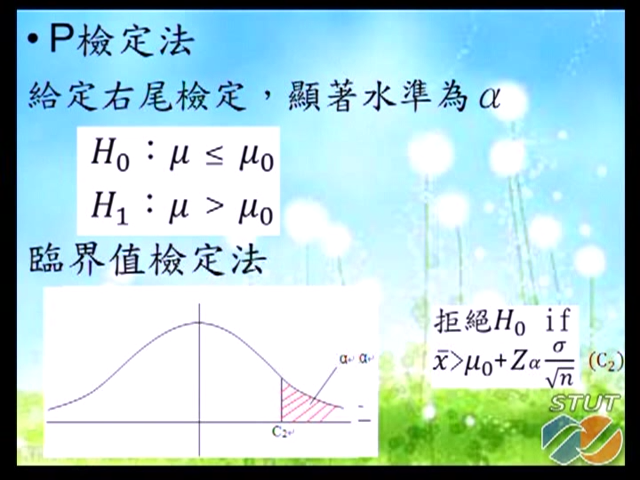 • P檢定法
給定右尾檢定，顯著水準為 α
H₀：μ ≤ μ₀
H₁：μ > μ₀
臨界值檢定法
α α
C₂
拒絕H₀ if
x̄>μ₀+Zα σ/√n (C₂)
STUT